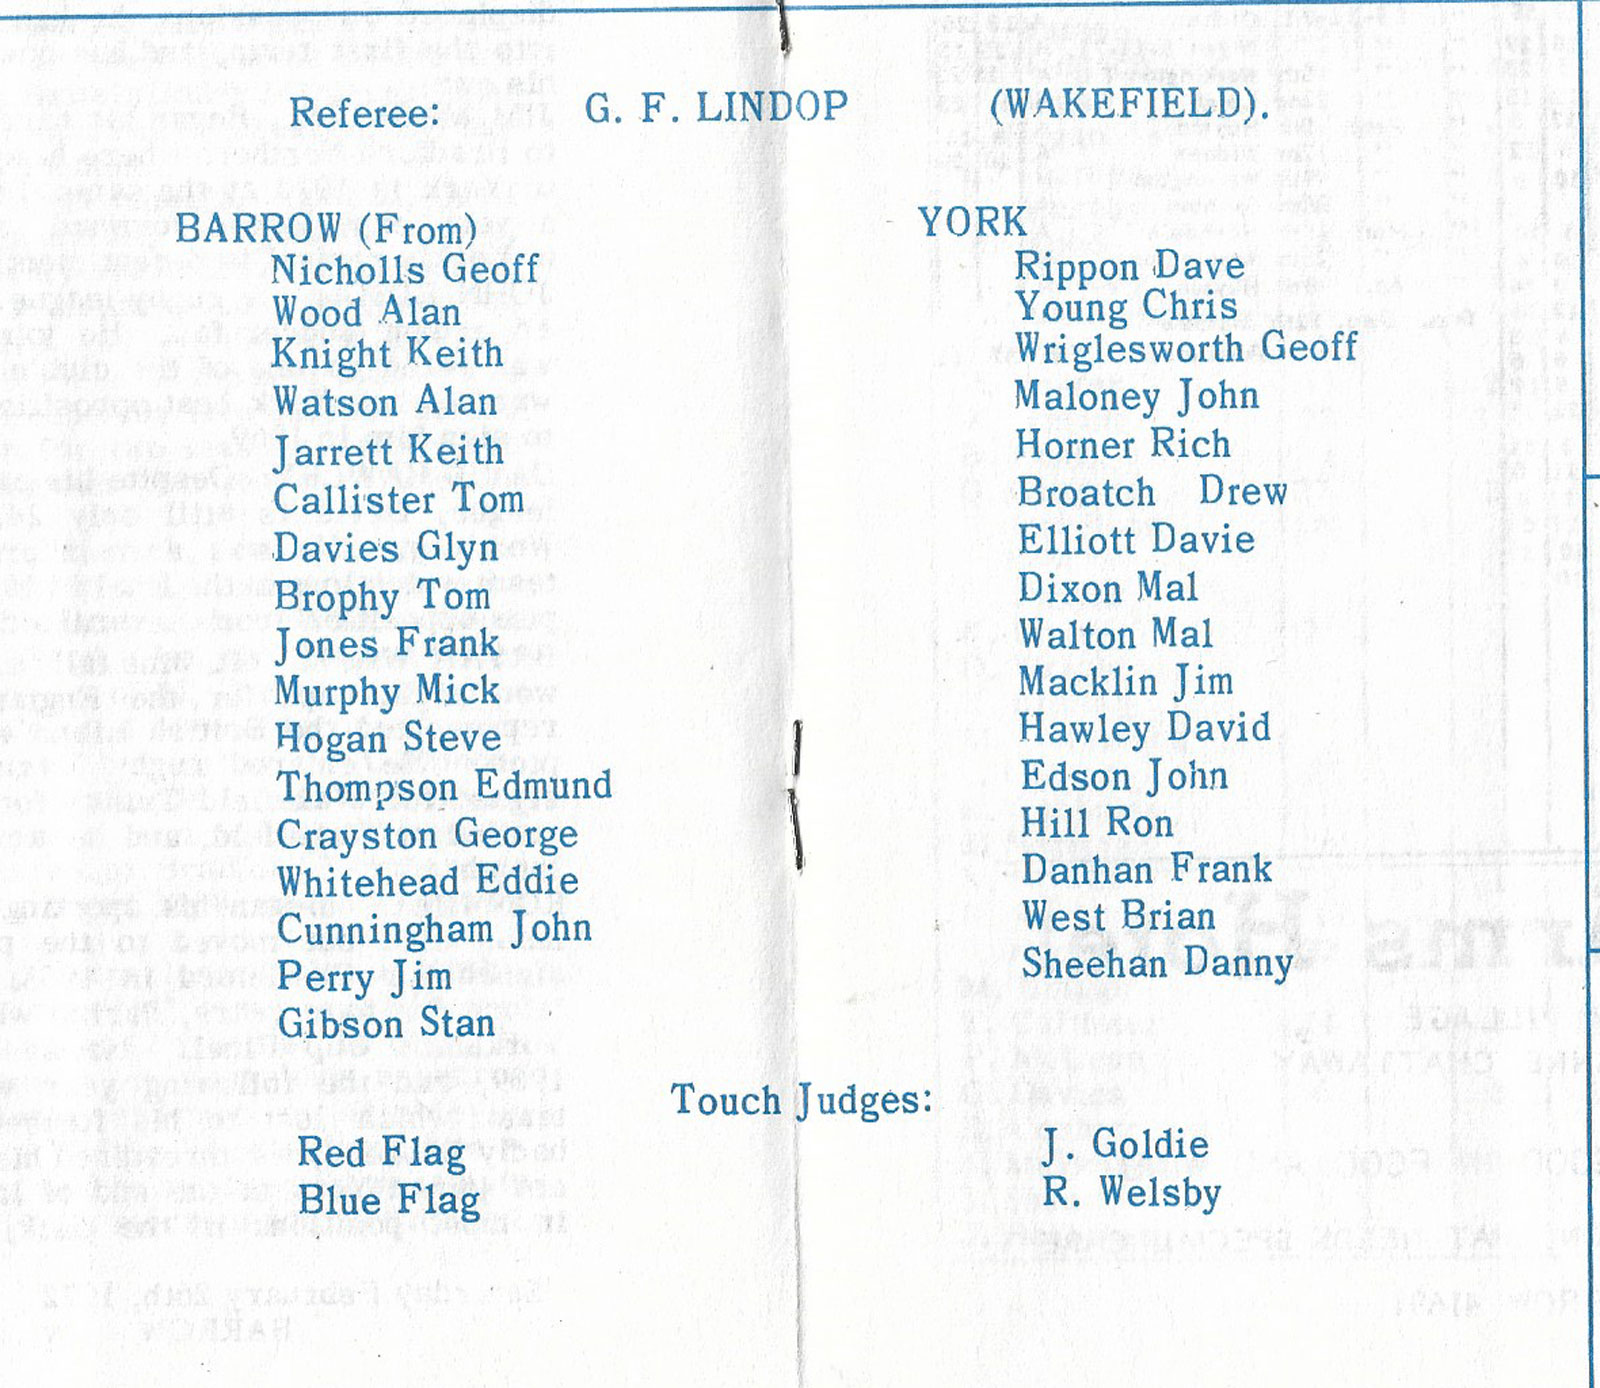 Referee: G. F. LINDOP (WAKEFIELD).
BARROW (From)
Nicholls Geoff
Wood Alan
Knight Keith
Watson Alan
Jarrett Keith
Callister Tom
Davies Glyn
Brophy Tom
Jones Frank
Murphy Mick
Hogan Steve
Thompson Edmund
Crayston George
Whitehead Eddie
Cunningham John
Perry Jim
Gibson Stan
YORK
Rippon Dave
Young Chris
Wriglesworth Geoff
Maloney John
Horner Rich
Broatch Drew
Elliott Davie
Dixon Mal
Walton Mal
Macklin Jim
Hawley David
Edson John
Hill Ron
Danhan Frank
West Brian
Sheehan Danny
Touch Judges:
Red Flag J. Goldie
Blue Flag R. Welsby